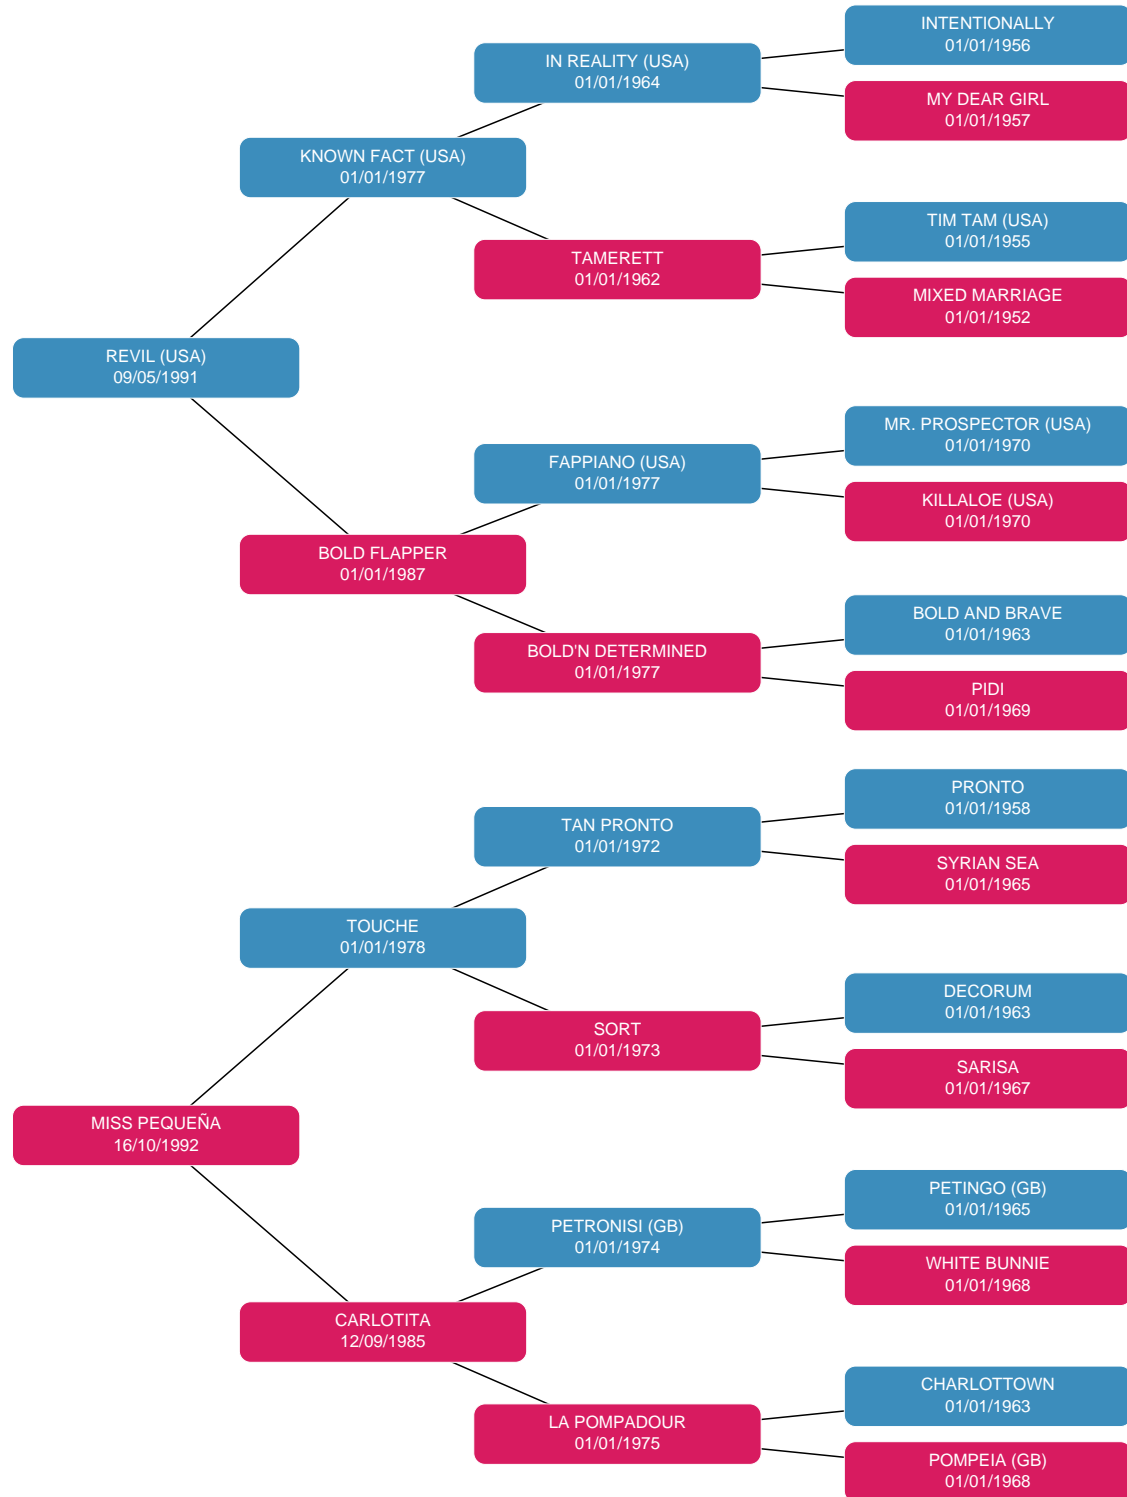 INTENTIONALLY
01/01/1956
IN REALITY (USA)
01/01/1964
MY DEAR GIRL
01/01/1957
KNOWN FACT (USA)
01/01/1977
TIM TAM (USA)
01/01/1955
TAMERETT
01/01/1962
MIXED MARRIAGE
01/01/1952
REVIL (USA)
09/05/1991
MR. PROSPECTOR (USA)
01/01/1970
FAPPIANO (USA)
01/01/1977
KILLALOE (USA)
01/01/1970
BOLD FLAPPER
01/01/1987
BOLD AND BRAVE
01/01/1963
BOLD'N DETERMINED
01/01/1977
PIDI
01/01/1969
PRONTO
01/01/1958
TAN PRONTO
01/01/1972
SYRIAN SEA
01/01/1965
TOUCHE
01/01/1978
DECORUM
01/01/1963
SORT
01/01/1973
SARISA
01/01/1967
MISS PEQUEÑA
16/10/1992
PETINGO (GB)
01/01/1965
PETRONISI (GB)
01/01/1974
WHITE BUNNIE
01/01/1968
CARLOTITA
12/09/1985
CHARLOTTOWN
01/01/1963
LA POMPADOUR
01/01/1975
POMPEIA (GB)
01/01/1968